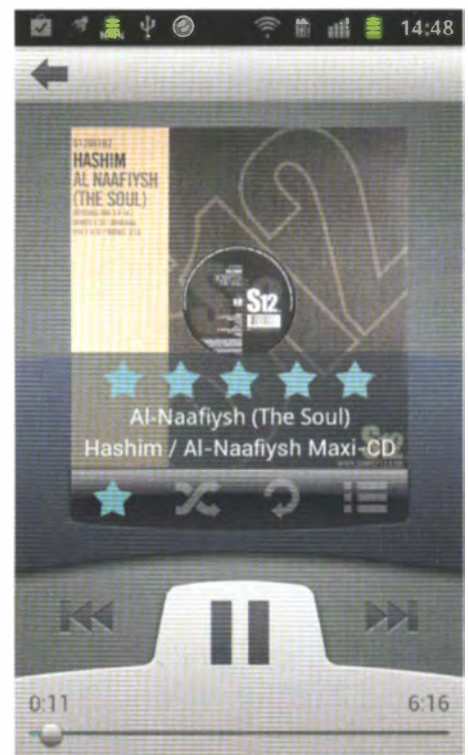 14:48
HASHIM
AL NAAFIYSH
(THE SOUL)
S12
Al-Naafiysh (The Soul)
Hashim / Al-Naafiysh Maxi-CD
S12
0:11
6:16